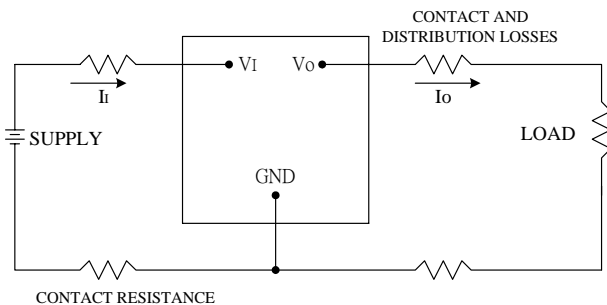 CONTACT AND
DISTRIBUTION LOSSES
VI
VO
II
IO
SUPPLY
LOAD
GND
CONTACT RESISTANCE